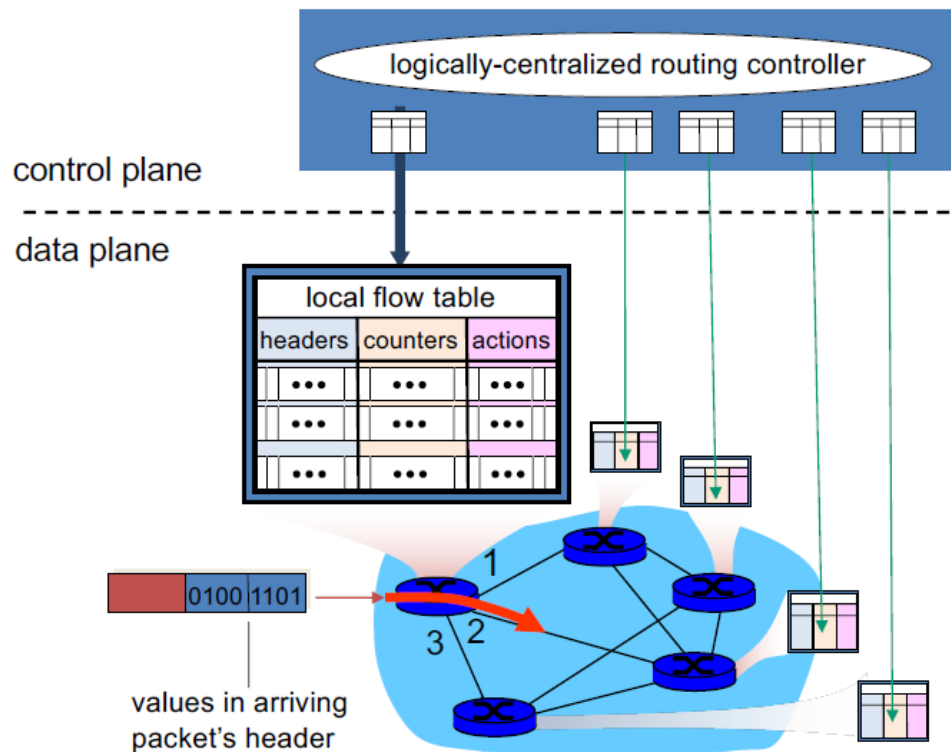 logically-centralized routing controller
control plane
data plane
local flow table
headers counters actions
••• ••• •••
••• ••• •••
••• ••• •••
1
3 2
0100 1101
values in arriving
packet's header